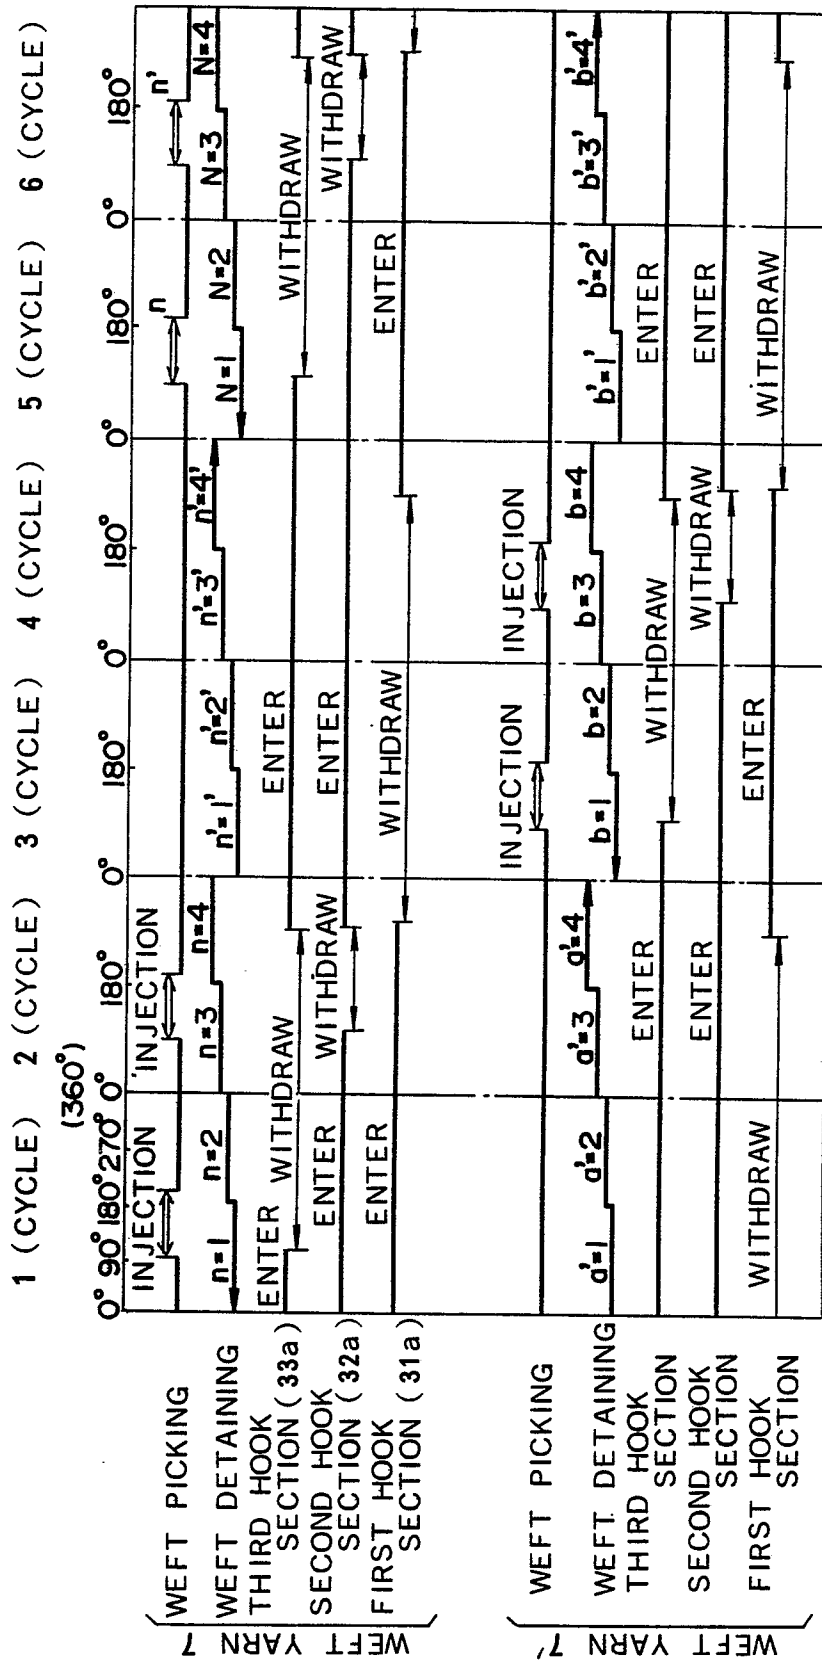 1 (CYCLE) 2 (CYCLE) 3 (CYCLE) 4 (CYCLE) 5 (CYCLE) 6 (CYCLE)
(360°)
0° 90° 180° 270° 0° 180° 0° 180° 0° 180° 0° 180° 0° 180°
WEFT YARN 7
WEFT PICKING
INJECTION INJECTION n n'
WEFT DETAINING
n=1 n=2 n=3 n=4 n'=1' n'=2' n'=3' n'=4' N=1 N=2 N=3 N=4
THIRD HOOK
SECTION (33a)
ENTER WITHDRAW ENTER WITHDRAW
SECOND HOOK
SECTION (32a)
ENTER WITHDRAW ENTER WITHDRAW
FIRST HOOK
SECTION (31a)
ENTER WITHDRAW ENTER
WEFT YARN 7'
WEFT PICKING
INJECTION INJECTION
WEFT DETAINING
a'=1 a'=2 a'=3 a'=4 b=1 b=2 b=3 b=4 b'=1' b'=2' b'=3' b'=4'
THIRD HOOK
SECTION
ENTER WITHDRAW ENTER
SECOND HOOK
SECTION
ENTER WITHDRAW ENTER
FIRST HOOK
SECTION
WITHDRAW ENTER WITHDRAW